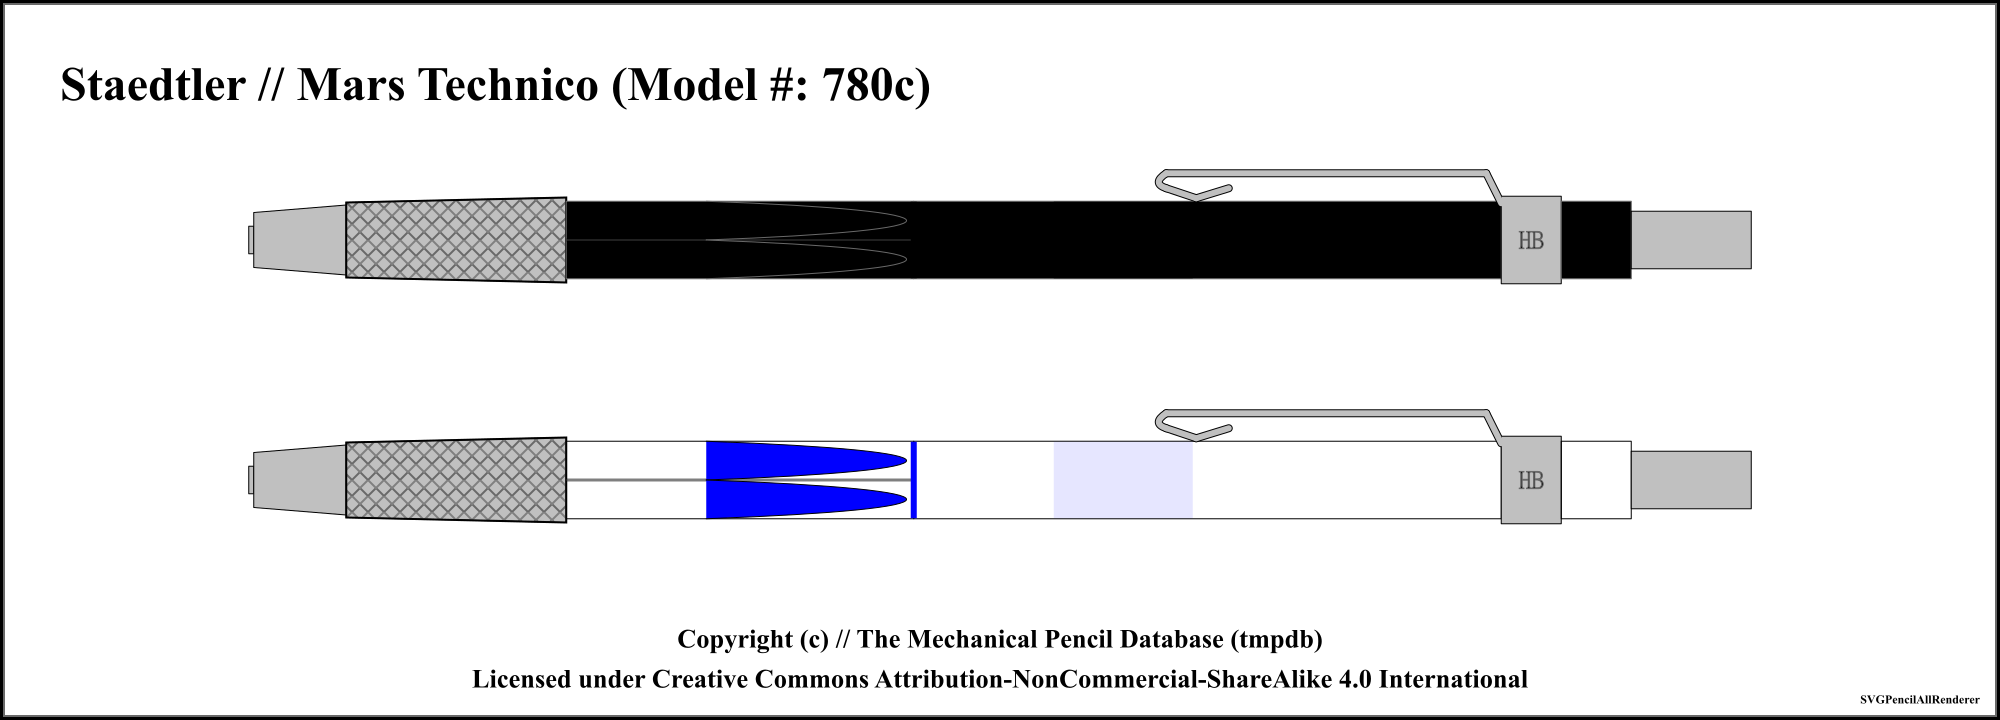 Staedtler // Mars Technico (Model #: 780c)
HB
HB
Copyright (c) // The Mechanical Pencil Database (tmpdb)
Licensed under Creative Commons Attribution-NonCommercial-ShareAlike 4.0 International
SVGPencilAllRenderer